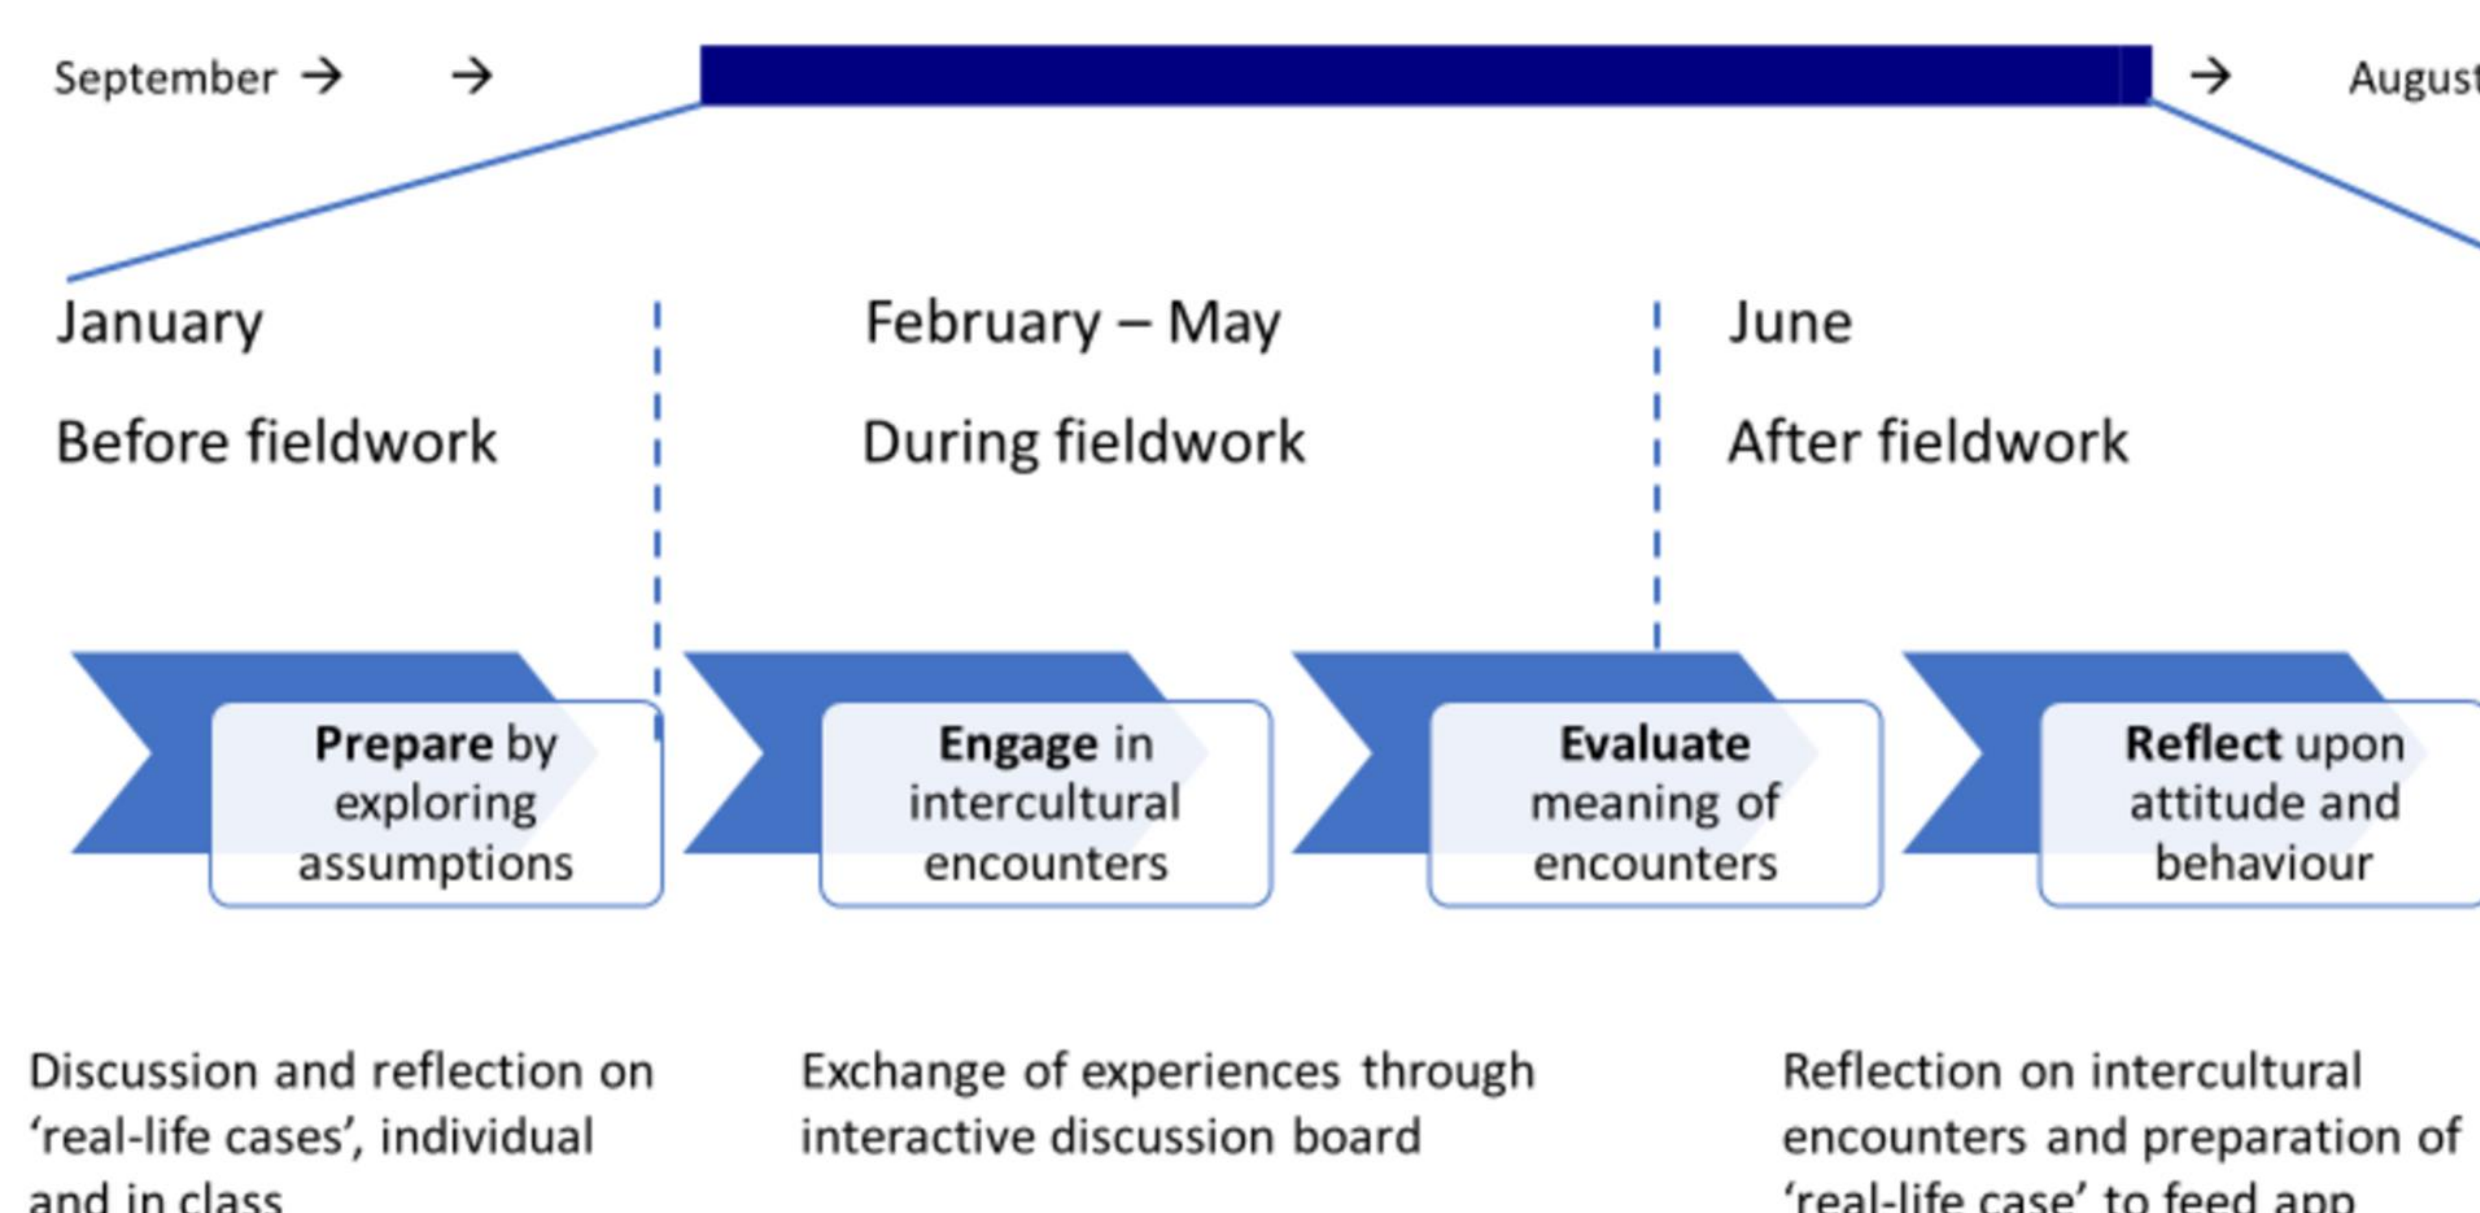 September → → → August
January
February – May
June
Before fieldwork
During fieldwork
After fieldwork
Prepare by
exploring
assumptions
Engage in
intercultural
encounters
Evaluate
meaning of
encounters
Reflect upon
attitude and
behaviour
Discussion and reflection on
‘real-life cases’, individual
and in class
Exchange of experiences through
interactive discussion board
Reflection on intercultural
encounters and preparation of
‘real-life case’ to feed app